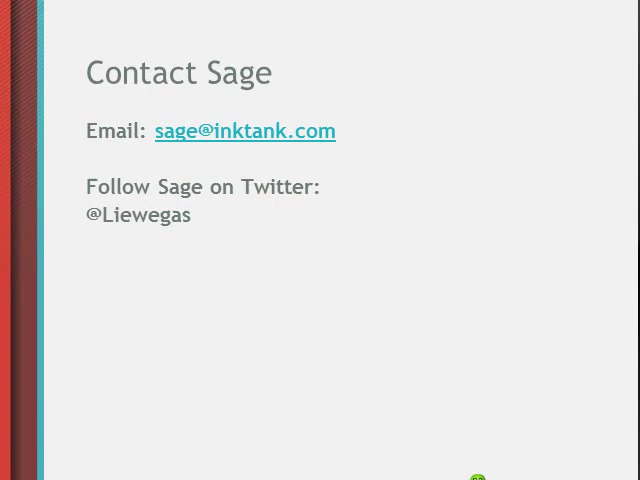 Contact Sage
Email: sage@inktank.com
Follow Sage on Twitter:
@Liewegas